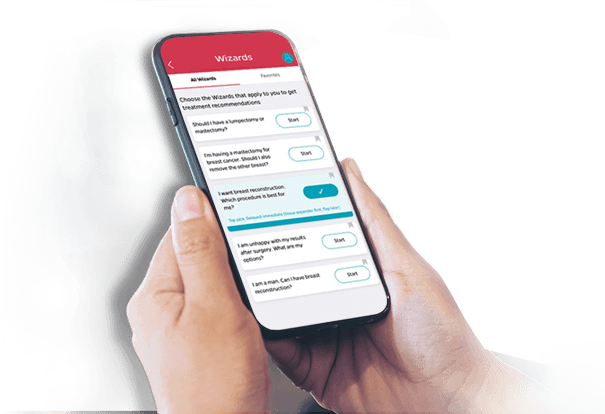 Wizards
All Wizards
Favorites
Choose the Wizards that apply to you to get
treatment recommendations
Should I have a lumpectomy or
mastectomy?
Start
I'm having a mastectomy for
breast cancer. Should I also
remove the other breast?
Start
I want breast reconstruction.
Which procedure is best for
me?
Top pick: Delayed immediate (tissue expander first, flap later)
I am unhappy with my results
after surgery. What are my
options?
Start
I am a man. Can I have breast
reconstruction?
Start